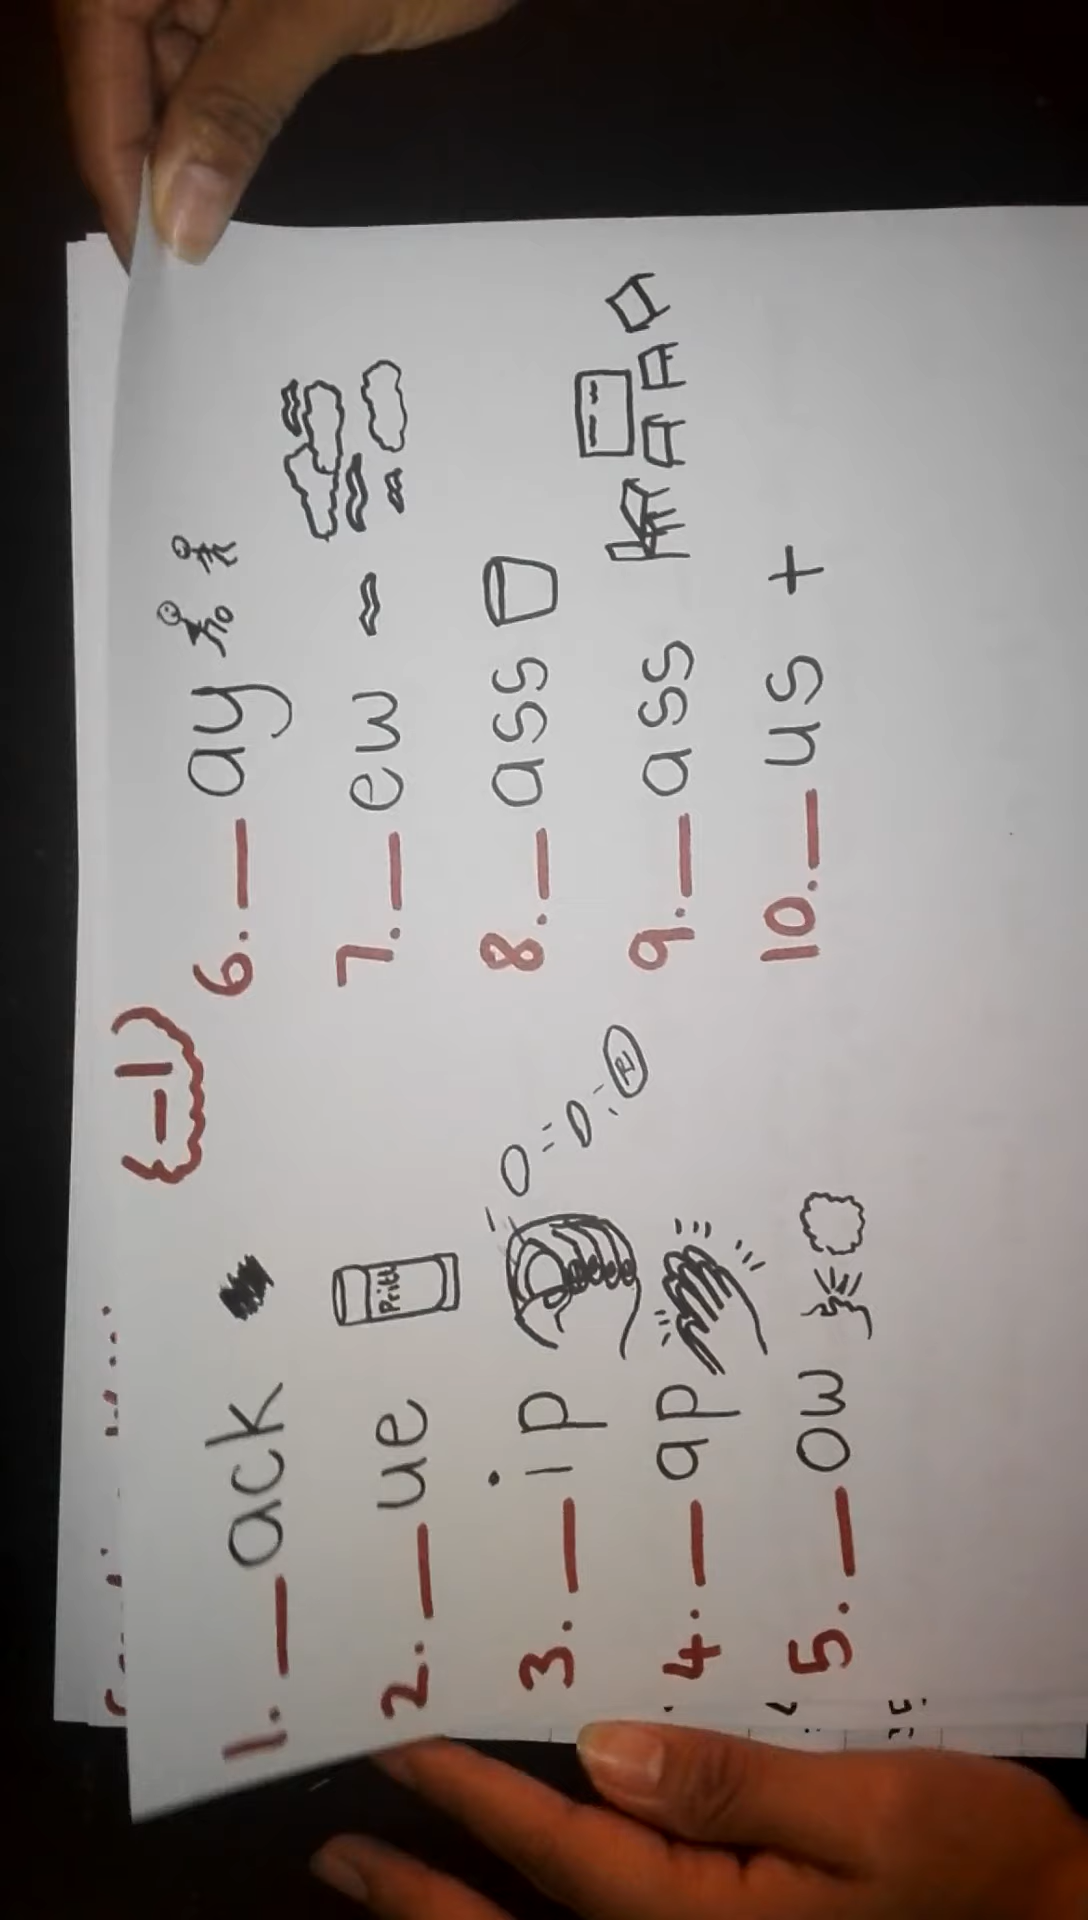 {-l}
1. _ack
2. _ue
Pritt
3. _ip
4. _ap
5. _ow
6. _ay
7. _ew
8. _ass
9. _ass
10. _us +